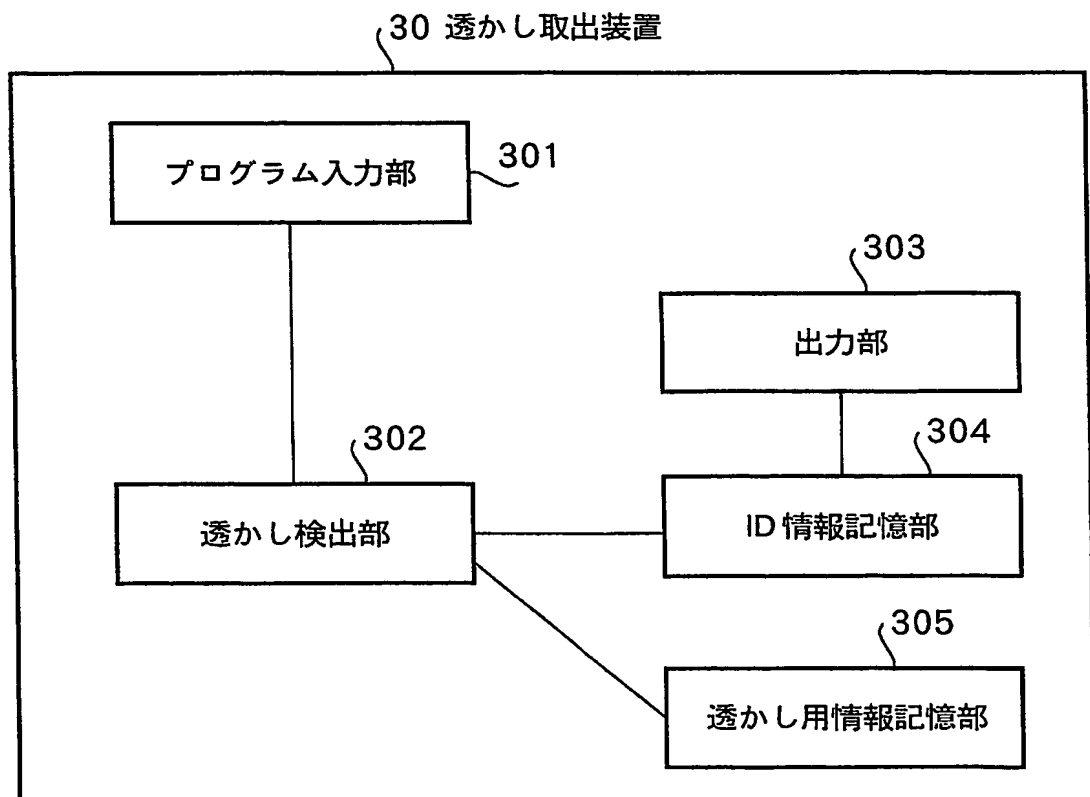 30 透かし取出装置
プログラム入力部
301
303
出力部
302
304
透かし検出部
ID情報記憶部
305
透かし用情報記憶部